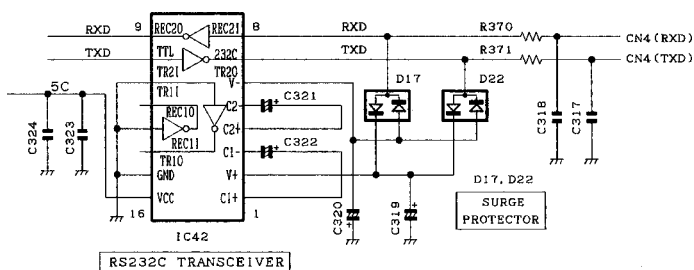 RXD 9 REC20 REC21 8 RXD R370 CN4(RXD)
TXD TTL 232C TXD R371 CN4(TXD)
TR21 TR20
5C TR11 V- C321 D17 D22
REC10 C2
C324 C323 C2+ C322 C318 C317
REC11 C1-
TR10
GND V+ D17,D22
VCC C1+ C320 C319 SURGE
16 1 PROTECTOR
IC42
RS232C TRANSCEIVER